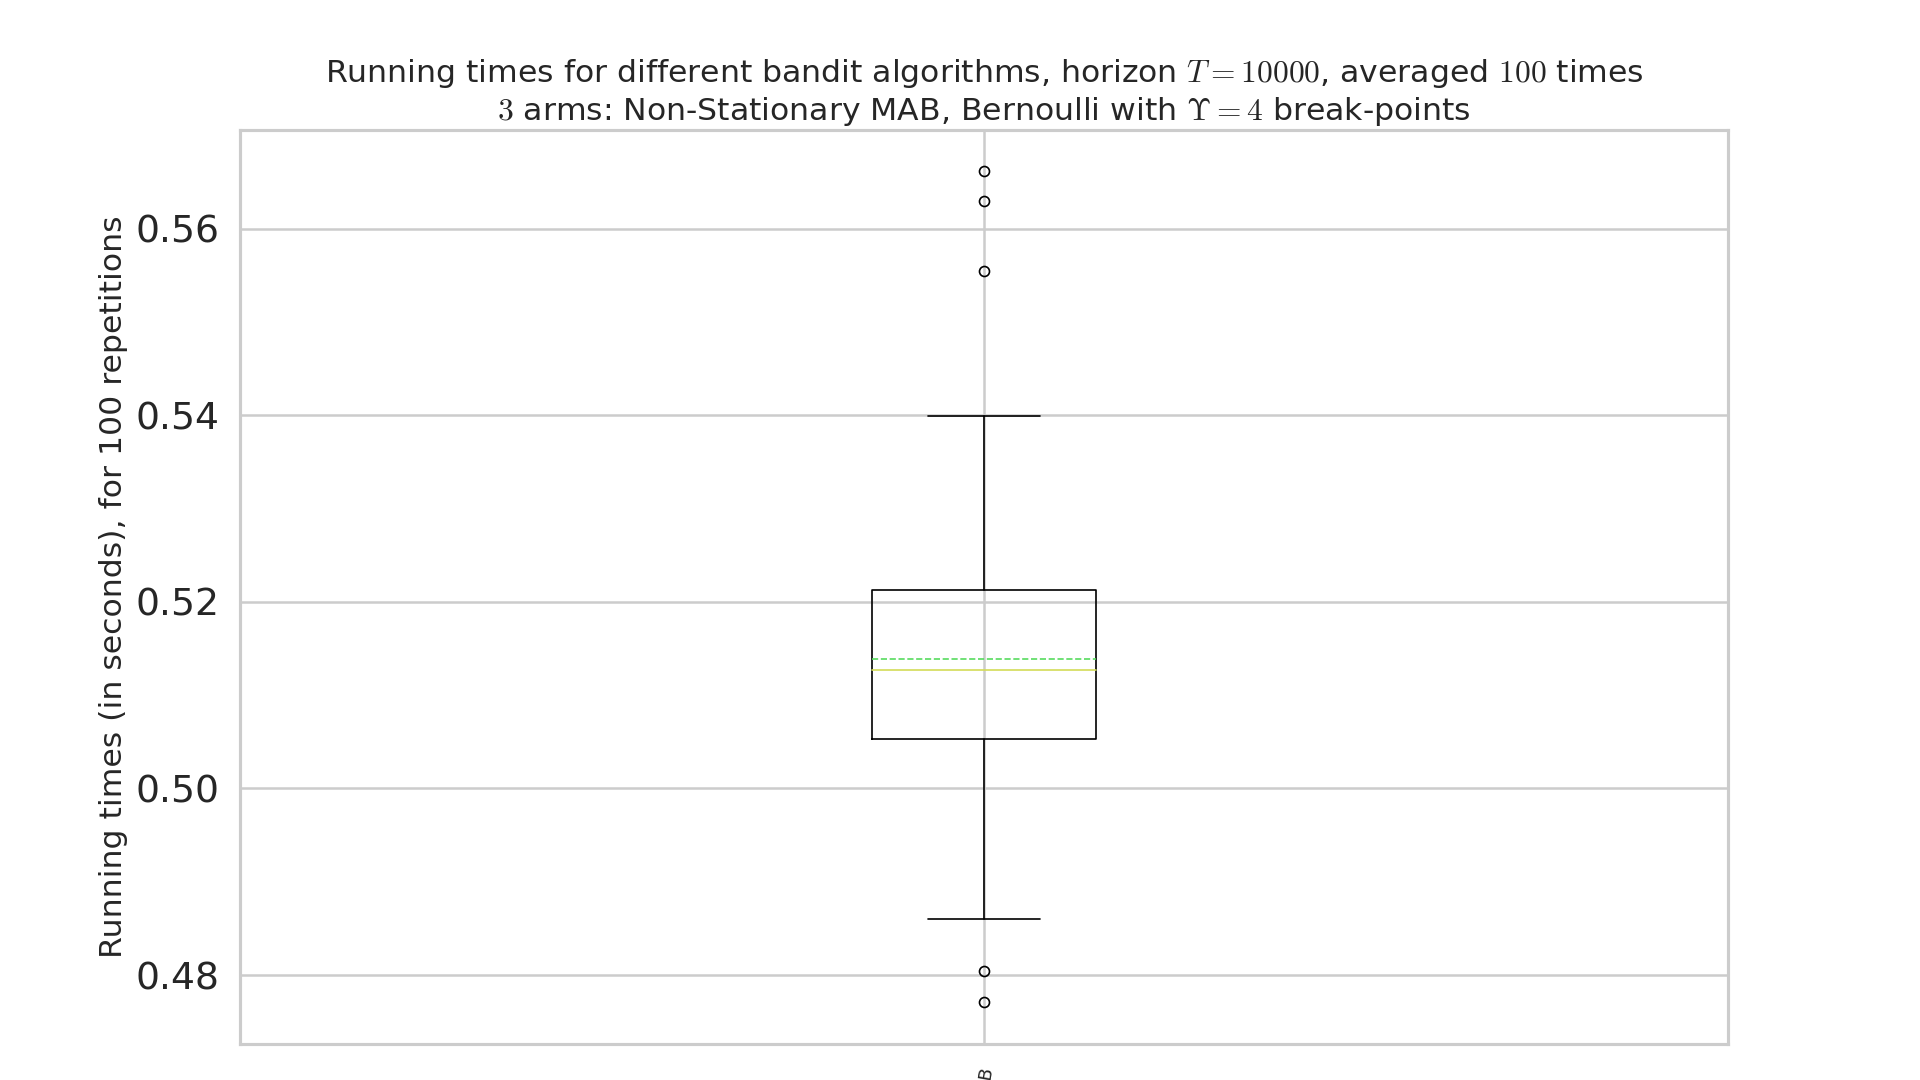 Running times for different bandit algorithms, horizon T = 10000, averaged 100 times
3 arms: Non-Stationary MAB, Bernoulli with ϒ = 4 break-points
Running times (in seconds), for 100 repetitions
0.56
0.54
0.52
0.50
0.48
B